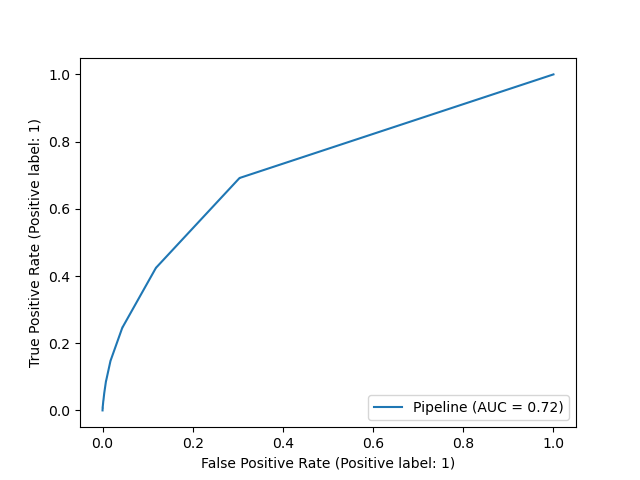 1.0
0.8
0.6
0.4
0.2
0.0
True Positive Rate (Positive label: 1)
Pipeline (AUC = 0.72)
0.0 0.2 0.4 0.6 0.8 1.0
False Positive Rate (Positive label: 1)